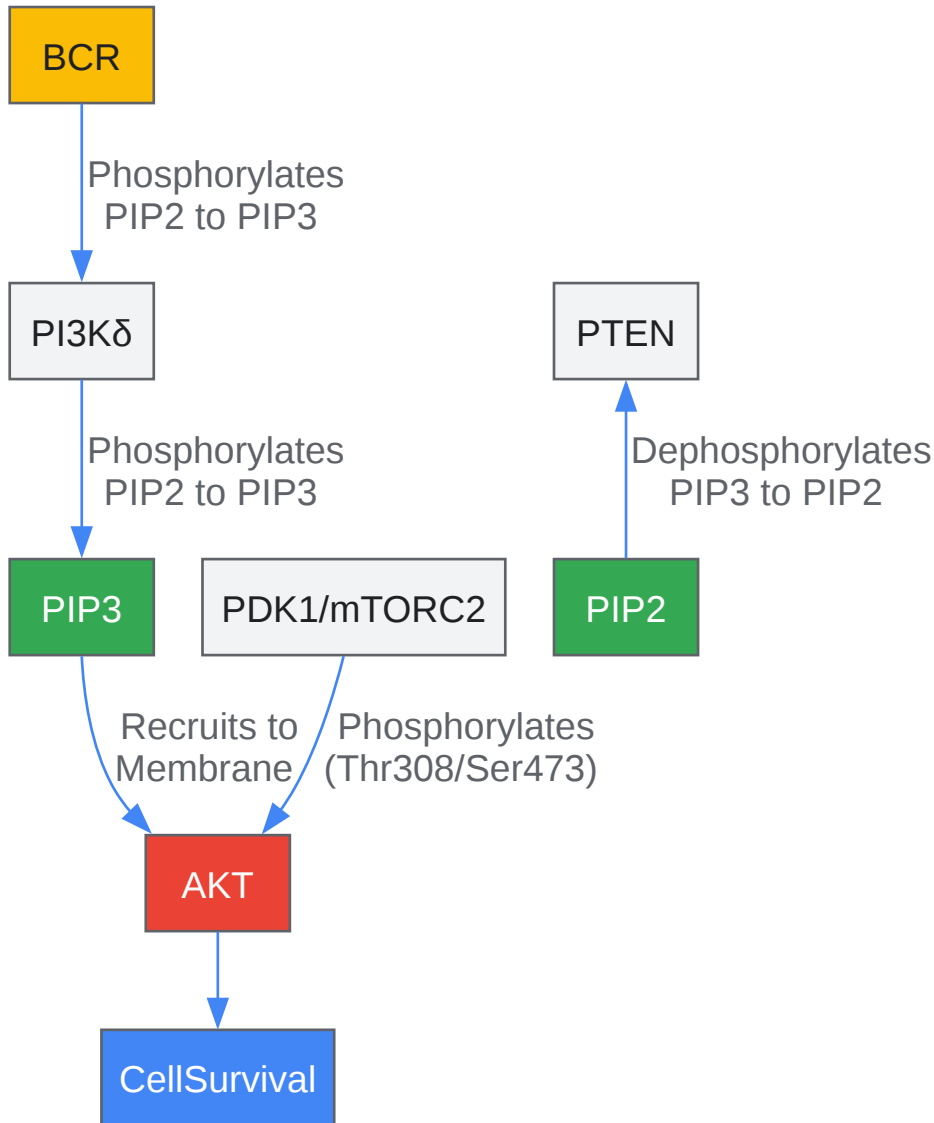 BCR
Phosphorylates
PIP2 to PIP3
PI3Kδ
PTEN
Phosphorylates
PIP2 to PIP3
Dephosphorylates
PIP3 to PIP2
PIP3
PDK1/mTORC2
PIP2
Recruits to
Membrane
Phosphorylates
(Thr308/Ser473)
AKT
CellSurvival